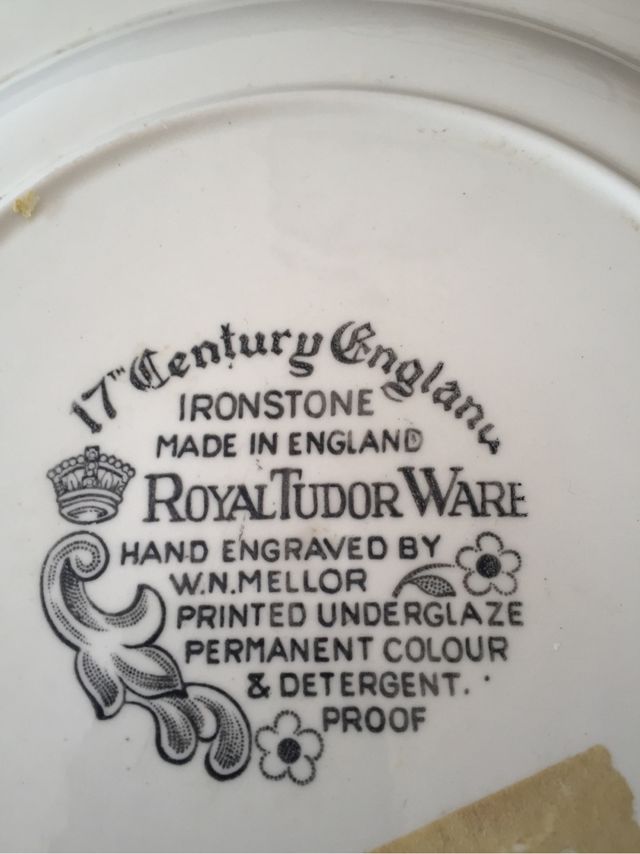 17TH Century England
IRONSTONE
MADE IN ENGLAND
ROYAL TUDOR WARE
HAND ENGRAVED BY
W.N.MELLOR
PRINTED UNDERGLAZE
PERMANENT COLOUR
& DETERGENT.
PROOF